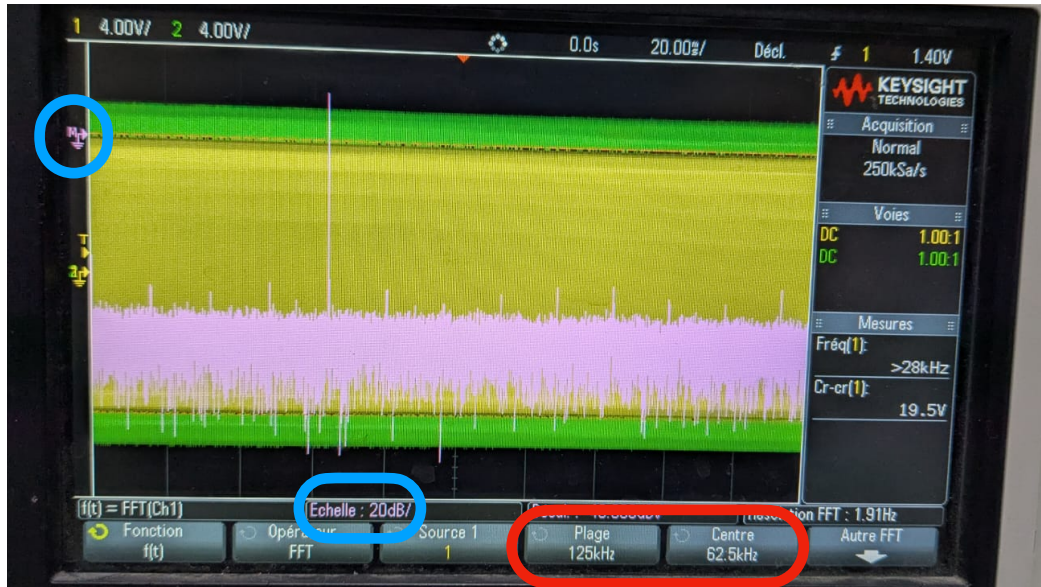 1 4.00V/ 2 4.00V/ 0.0s 20.00s/ Décl. 1 1.40V
KEYSIGHT
TECHNOLOGIES
Acquisition
Normal
250kSa/s
Voies
DC 1.00:1
DC 1.00:1
Mesures
Fréq(1):
>28kHz
Cr-cr(1):
19.5V
M
T
f(t) = FFT(Ch1) Echelle : 20dB/ FFT : 1.91Hz
Fonction Opérateur Source 1 Plage Centre Autre FFT
f(t) FFT 1 125kHz 62.5kHz